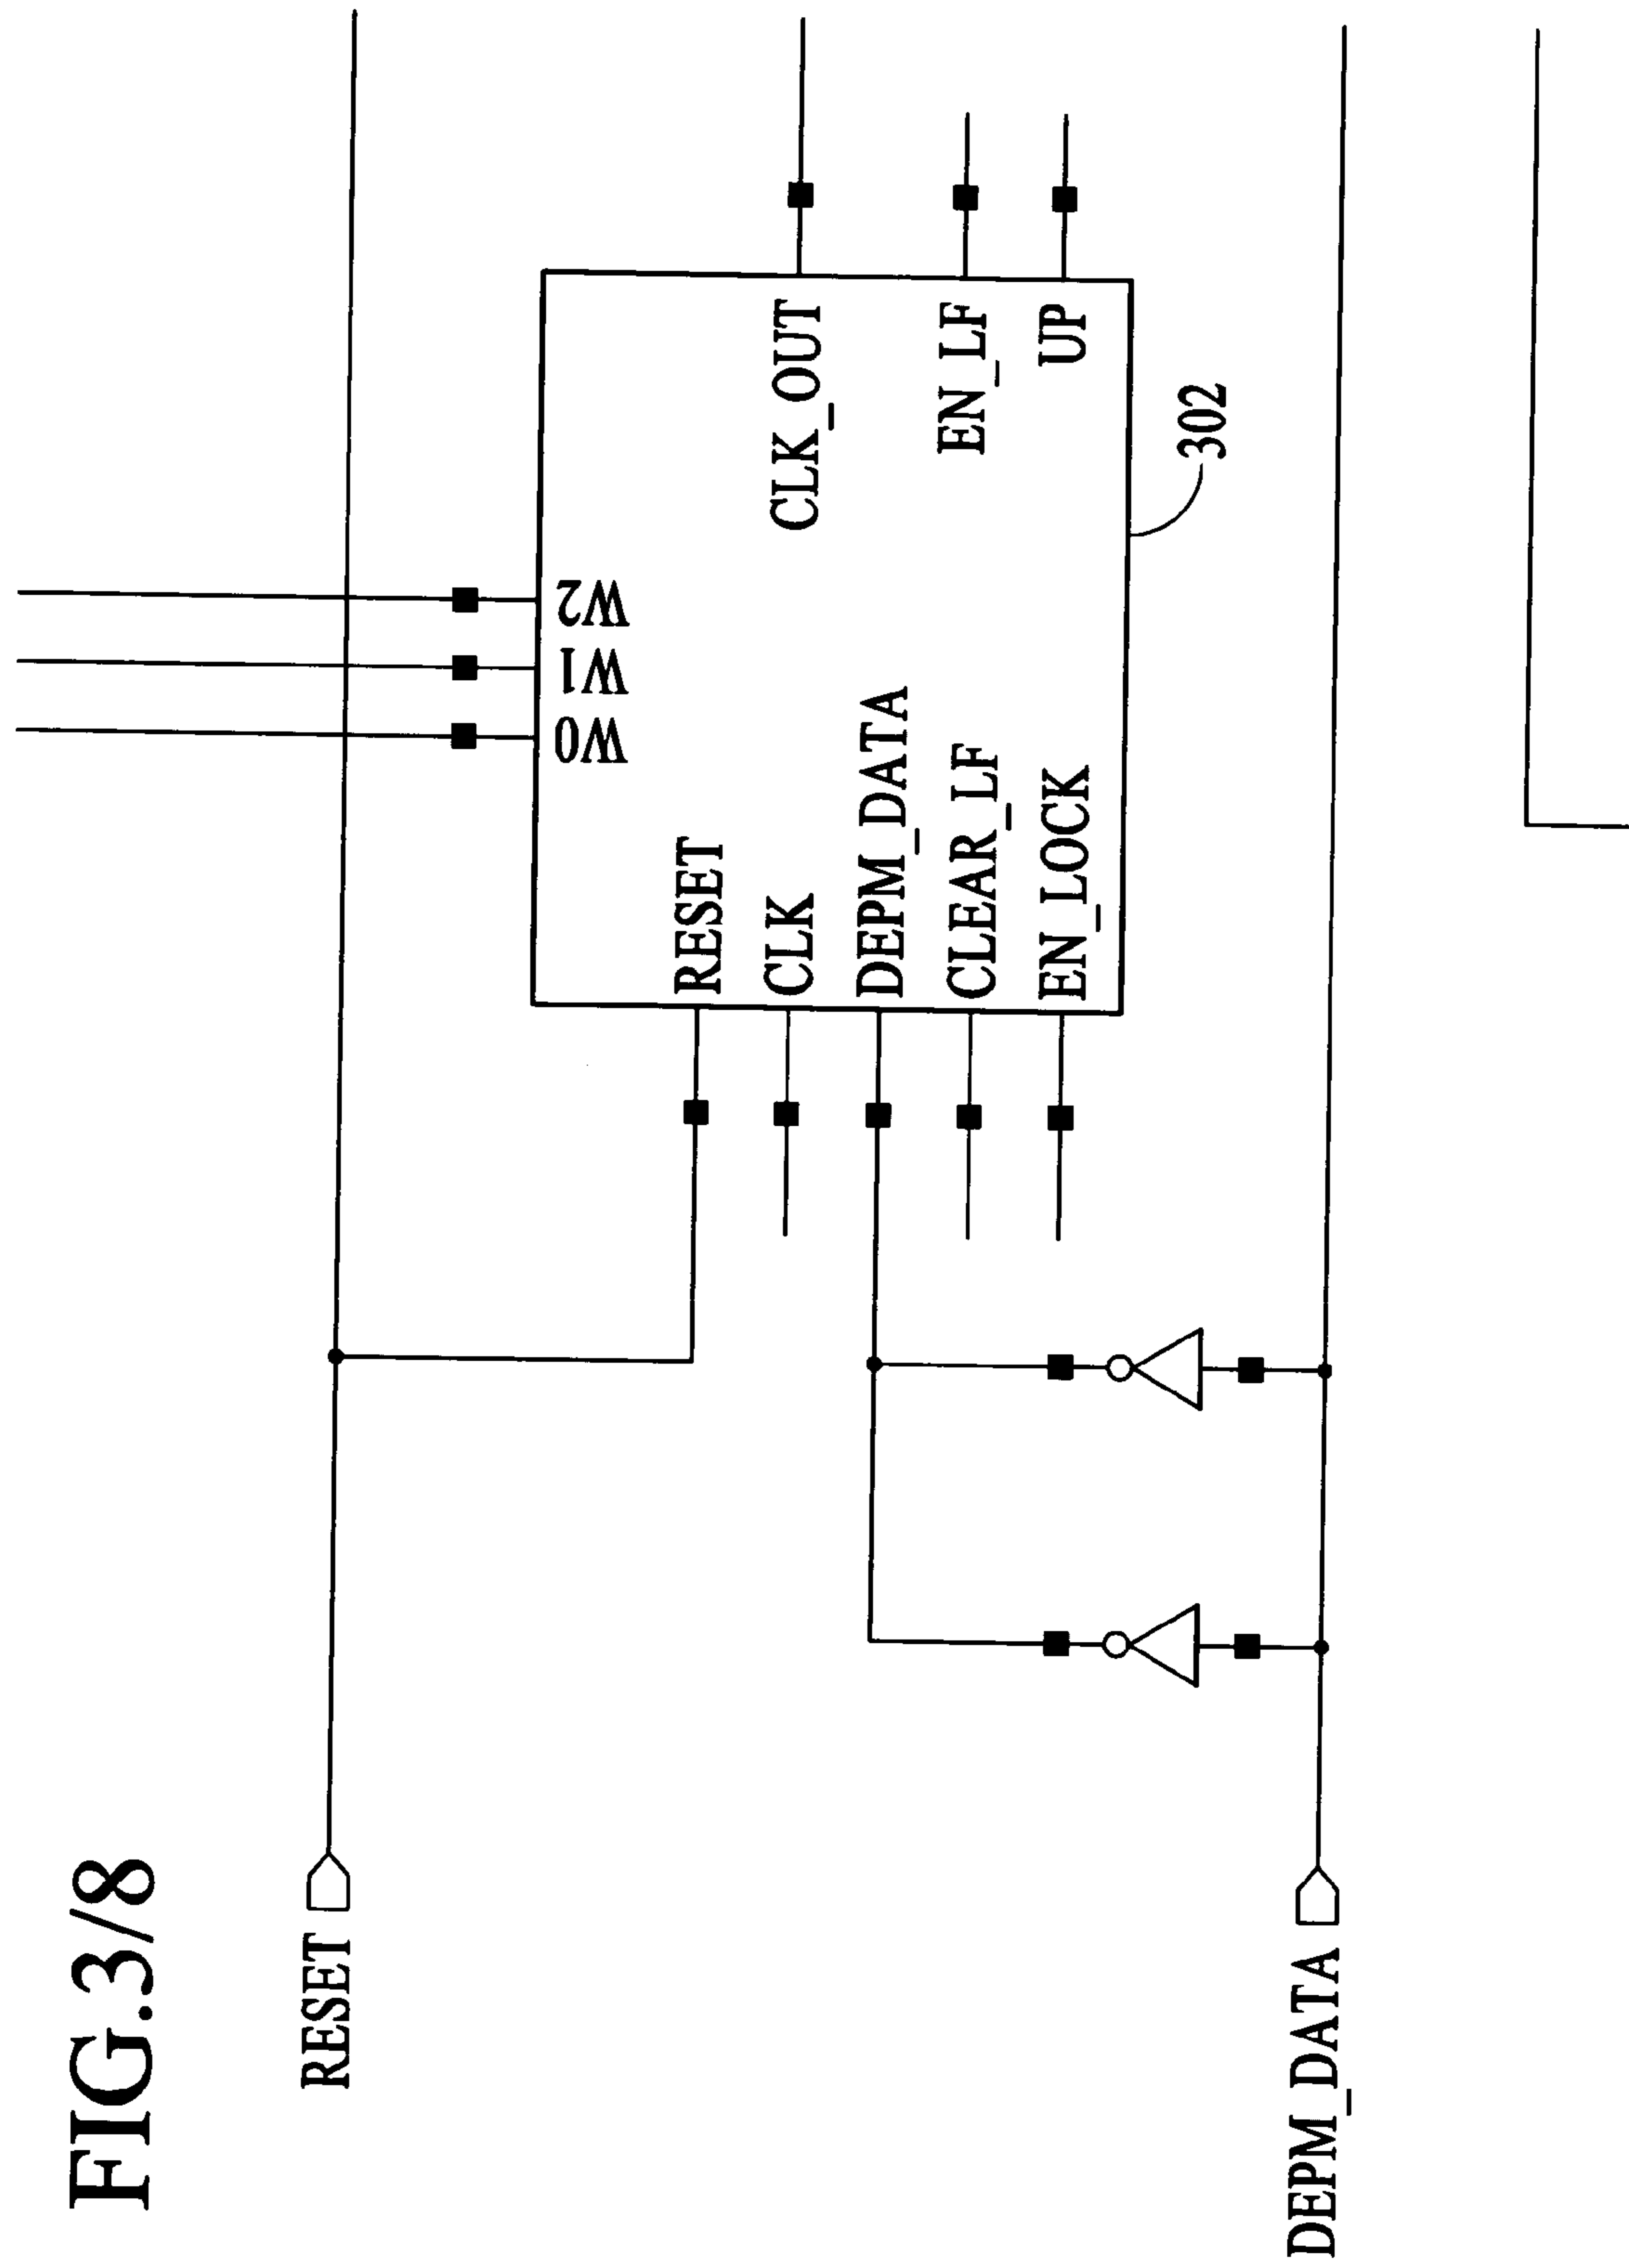 FIG.3/8
RESET
W0
W1
W2
RESET
CLK
DEPM_DATA
CLEAR_LF
EN_LOCK
CLK_OUT
EN_LF
UP
302
DEPM_DATA